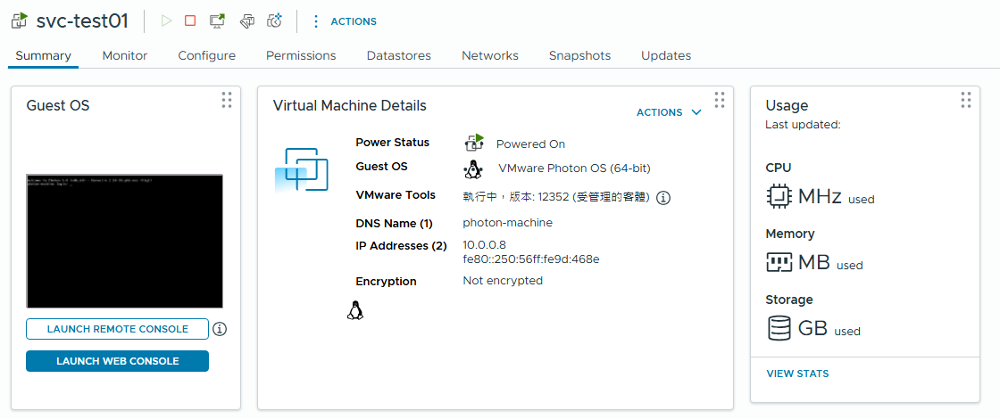 svc-test01
ACTIONS
Summary
Monitor
Configure
Permissions
Datastores
Networks
Snapshots
Updates
Guest OS
LAUNCH REMOTE CONSOLE
LAUNCH WEB CONSOLE
Virtual Machine Details
ACTIONS
Power Status
Powered On
Guest OS
VMware Photon OS (64-bit)
VMware Tools
執行中，版本: 12352 (受管理的客體)
DNS Name (1)
photon-machine
IP Addresses (2)
10.0.0.8
fe80::250:56ff:fe9d:468e
Encryption
Not encrypted
Usage
Last updated:
CPU
MHz used
Memory
MB used
Storage
GB used
VIEW STATS